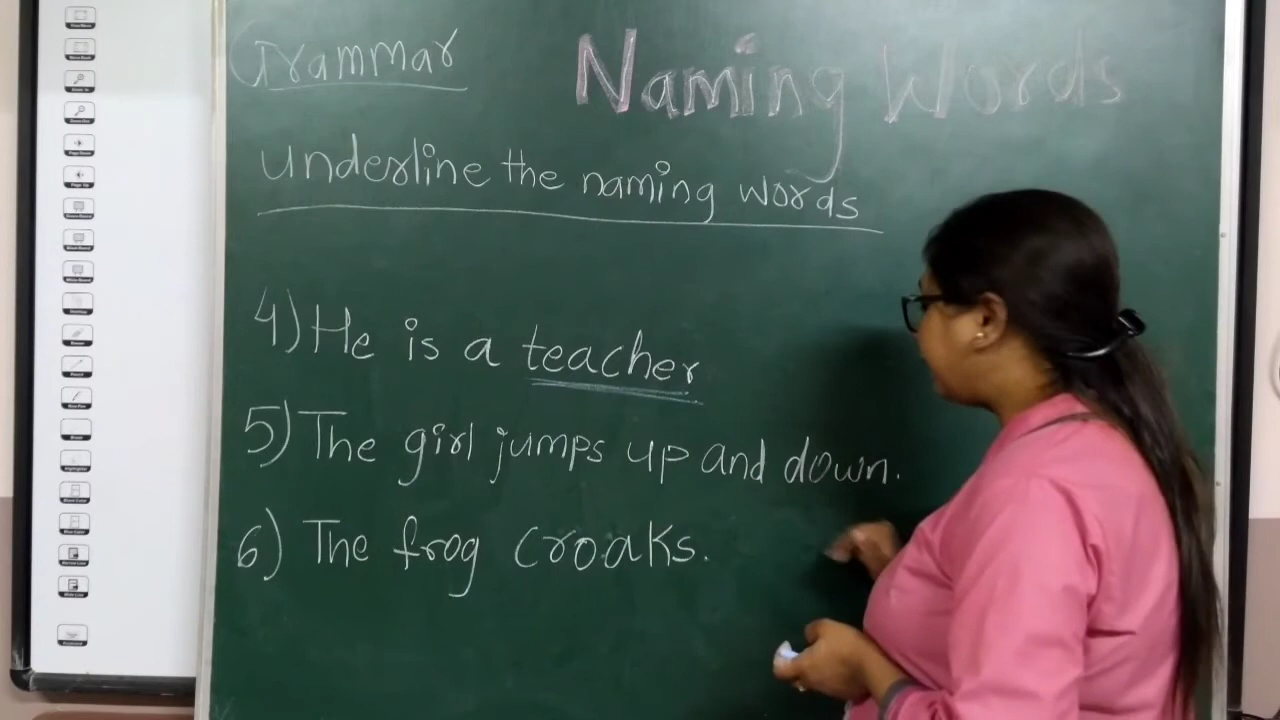 Grammar
Naming Words
underline the naming words
4) He is a teacher
5) The girl jumps up and down.
6) The frog croaks.